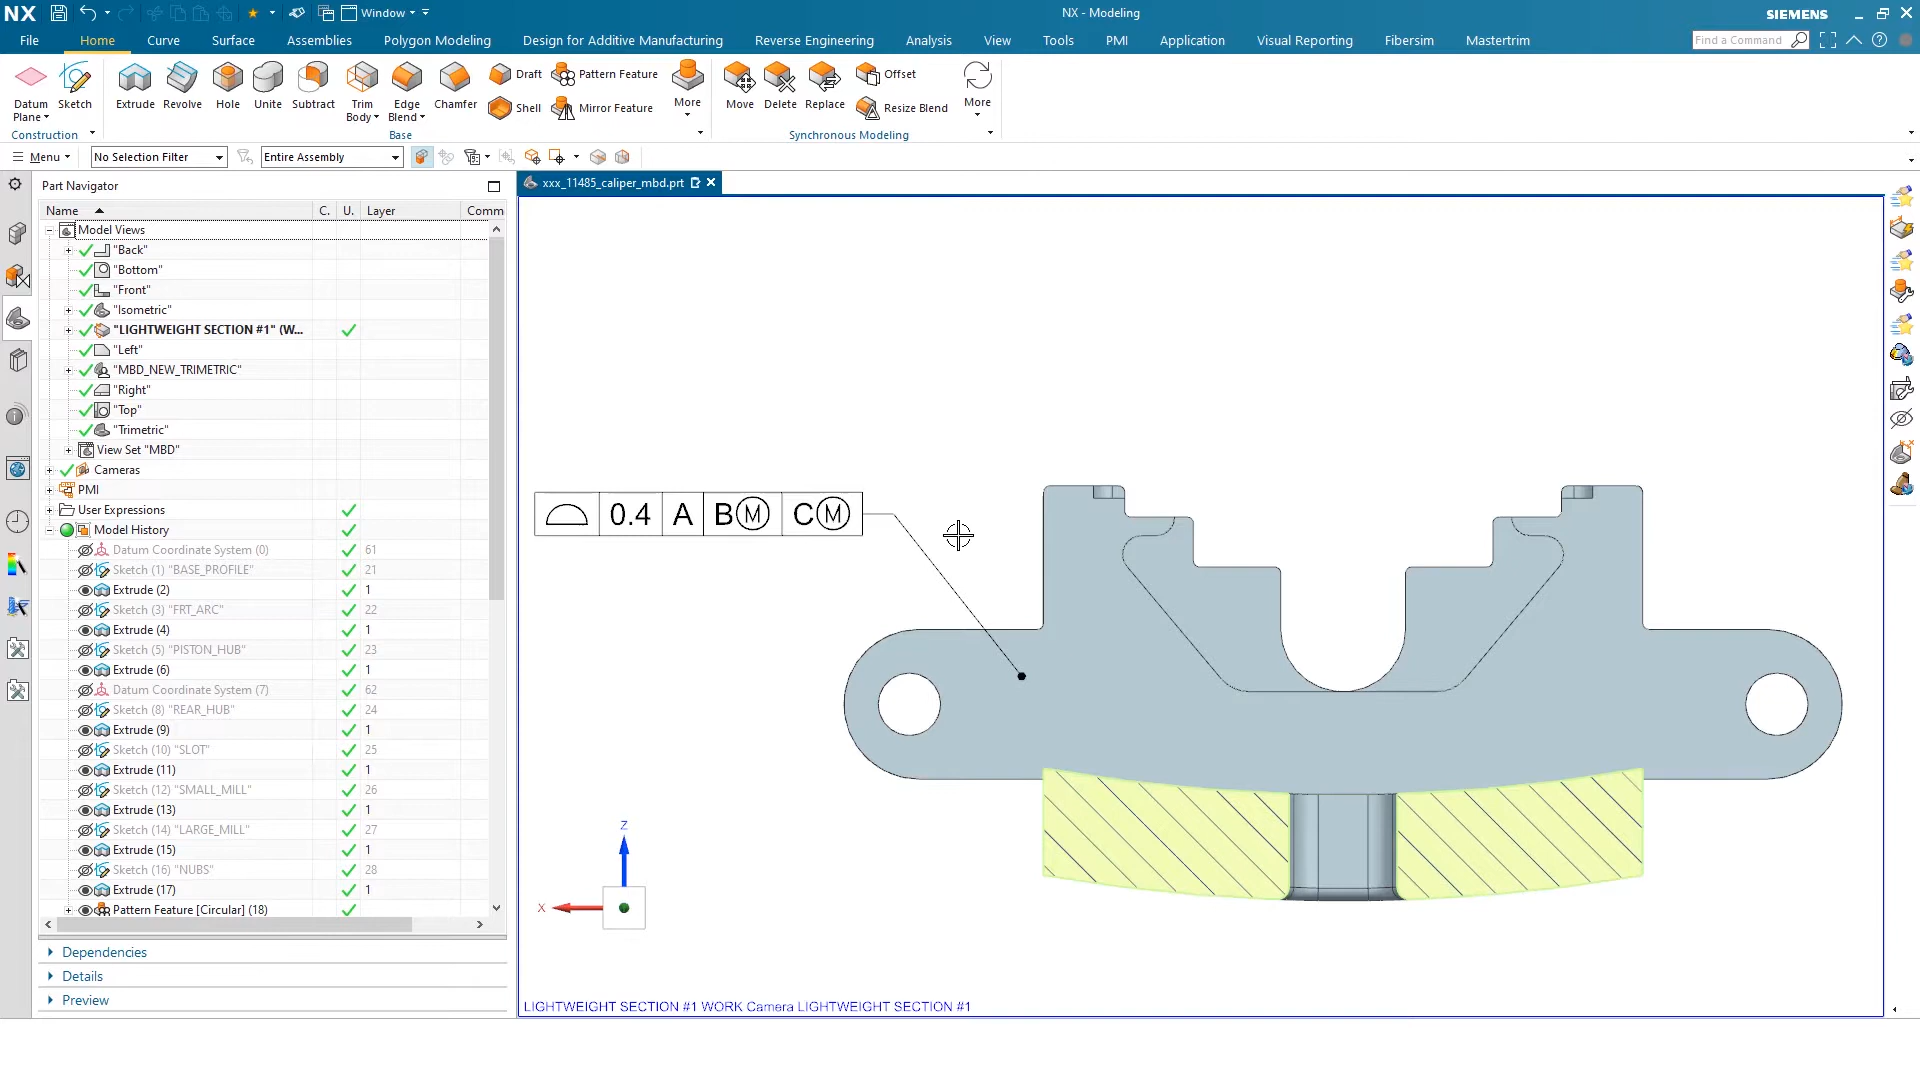 NX
Window
NX - Modeling
SIEMENS
File
Home
Curve
Surface
Assemblies
Polygon Modeling
Design for Additive Manufacturing
Reverse Engineering
Analysis
View
Tools
PMI
Application
Visual Reporting
Fibersim
Mastertrim
Find a Command
Datum Plane
Sketch
Extrude
Revolve
Hole
Unite
Subtract
Trim Body
Edge Blend
Chamfer
Draft
Shell
Pattern Feature
Mirror Feature
More
Move
Delete
Replace
Offset
Resize Blend
More
Construction
Base
Synchronous Modeling
Menu
No Selection Filter
Entire Assembly
Part Navigator
xxx_11485_caliper_mbd.prt
Name C. U. Layer Comm
Model Views
"Back"
"Bottom"
"Front"
"Isometric"
"LIGHTWEIGHT SECTION #1" (W...
"Left"
"MBD_NEW_TRIMETRIC"
"Right"
"Top"
"Trimetric"
View Set "MBD"
Cameras
PMI
User Expressions
Model History
Datum Coordinate System (0) 61
Sketch (1) "BASE_PROFILE" 21
Extrude (2) 1
Sketch (3) "FRT_ARC" 22
Extrude (4) 1
Sketch (5) "PISTON_HUB" 23
Extrude (6) 1
Datum Coordinate System (7) 62
Sketch (8) "REAR_HUB" 24
Extrude (9) 1
Sketch (10) "SLOT" 25
Extrude (11) 1
Sketch (12) "SMALL_MILL" 26
Extrude (13) 1
Sketch (14) "LARGE_MILL" 27
Extrude (15) 1
Sketch (16) "NUBS" 28
Extrude (17) 1
Pattern Feature [Circular] (18)
Dependencies
Details
Preview
0.4 A BⓂ CⓂ
Z
X
LIGHTWEIGHT SECTION #1 WORK Camera LIGHTWEIGHT SECTION #1